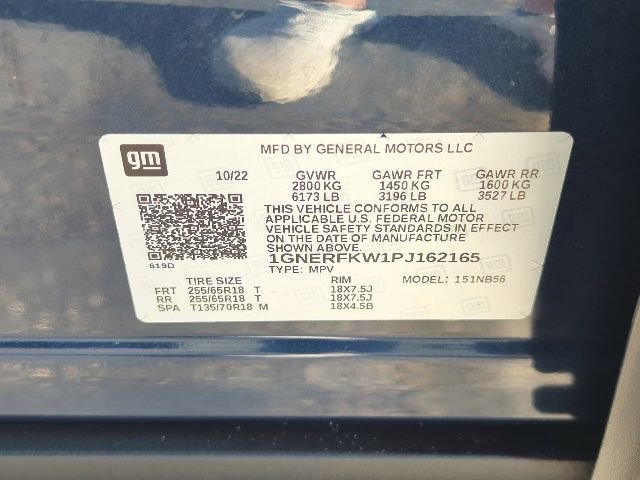 gm
MFD BY GENERAL MOTORS LLC
10/22 GVWR GAWR FRT GAWR RR
2800 KG 1450 KG 1600 KG
6173 LB 3196 LB 3527 LB
THIS VEHICLE CONFORMS TO ALL
APPLICABLE U.S. FEDERAL MOTOR
VEHICLE SAFETY STANDARDS IN EFFECT
ON THE DATE OF MANUFACTURE
SHOWN ABOVE.
619D
1GNERFKW1PJ162165
TYPE: MPV MODEL: 151NB56
TIRE SIZE RIM
FRT 255/65R18 T 18X7.5J
RR 255/65R18 T 18X7.5J
SPA T135/70R18 M 18X4.5B